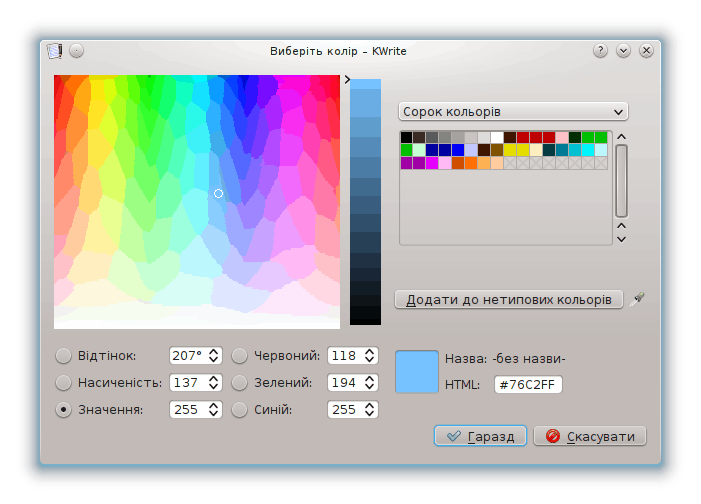 Виберіть колір – KWrite
Сорок кольорів
Додати до нетипових кольорів
Відтінок: 207° Червоний: 118
Насиченість: 137 Зелений: 194
Значення: 255 Синій: 255
Назва: -без назви-
HTML: #76C2FF
Гаразд Скасувати